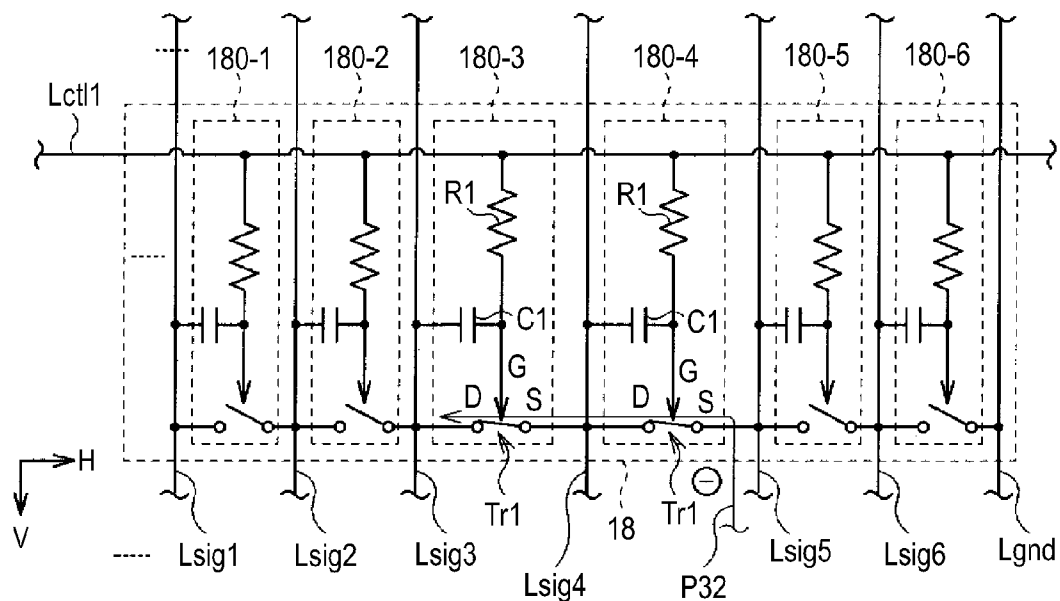 180-1 180-2 180-3 180-4 180-5 180-6
Lctl1
R1 R1
C1 C1
G G
D S D S
H
V
Tr1 18 Tr1
Lsig1 Lsig2 Lsig3 Lsig4 P32 Lsig5 Lsig6 Lgnd